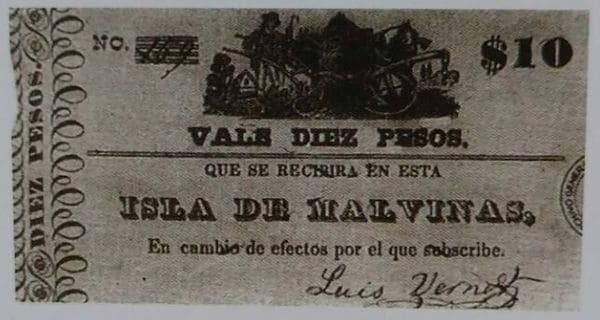 DIEZ PESOS.
No.
$10
VALE DIEZ PESOS.
QUE SE RECIBIRA EN ESTA
ISLA DE MALVINAS,
En cambio de efectos por el que subscribe.
Luis Vernet